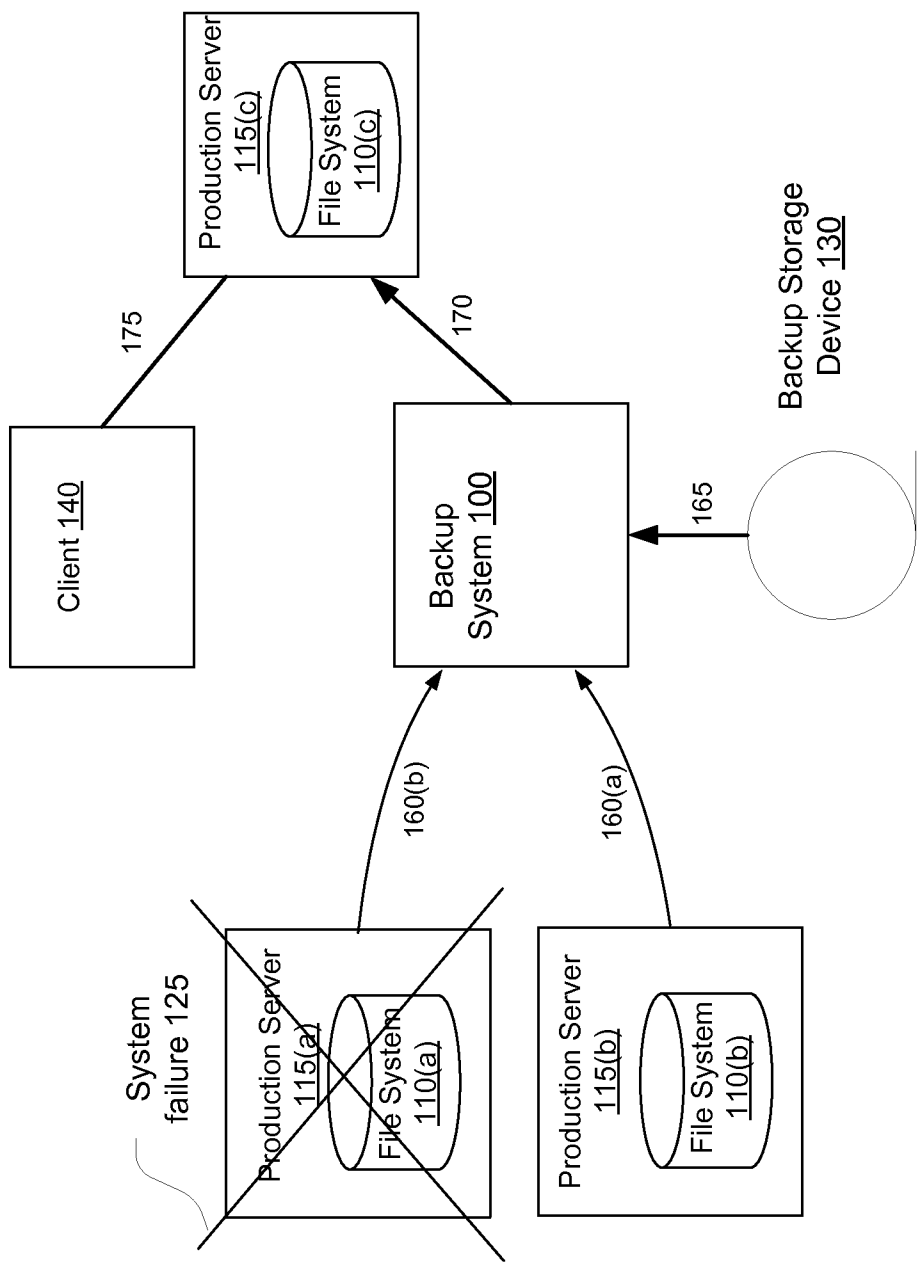 System
failure 125
Production Server
115(a)
File System
110(a)
Production Server
115(b)
File System
110(b)
160(b)
160(a)
Client 140
Backup
System 100
175
170
165
Production Server
115(c)
File System
110(c)
Backup Storage
Device 130